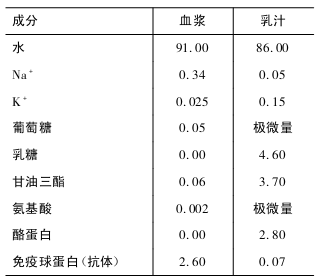 成分 血浆 乳汁
水 91.00 86.00
Na⁺ 0.34 0.05
K⁺ 0.025 0.15
葡萄糖 0.05 极微量
乳糖 0.00 4.60
甘油三酯 0.06 3.70
氨基酸 0.002 极微量
酪蛋白 0.00 2.80
免疫球蛋白(抗体) 2.60 0.07